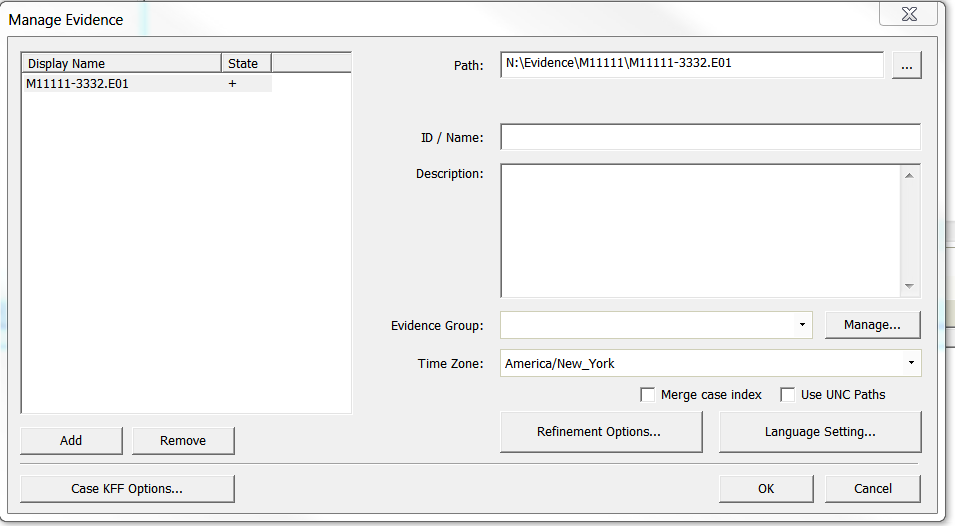 Manage Evidence
Display Name State
M11111-3332.E01 +
Path: N:\Evidence\M11111\M11111-3332.E01 ...
ID / Name:
Description:
Evidence Group: Manage...
Time Zone: America/New_York
Merge case index Use UNC Paths
Refinement Options... Language Setting...
Add Remove
Case KFF Options... OK Cancel